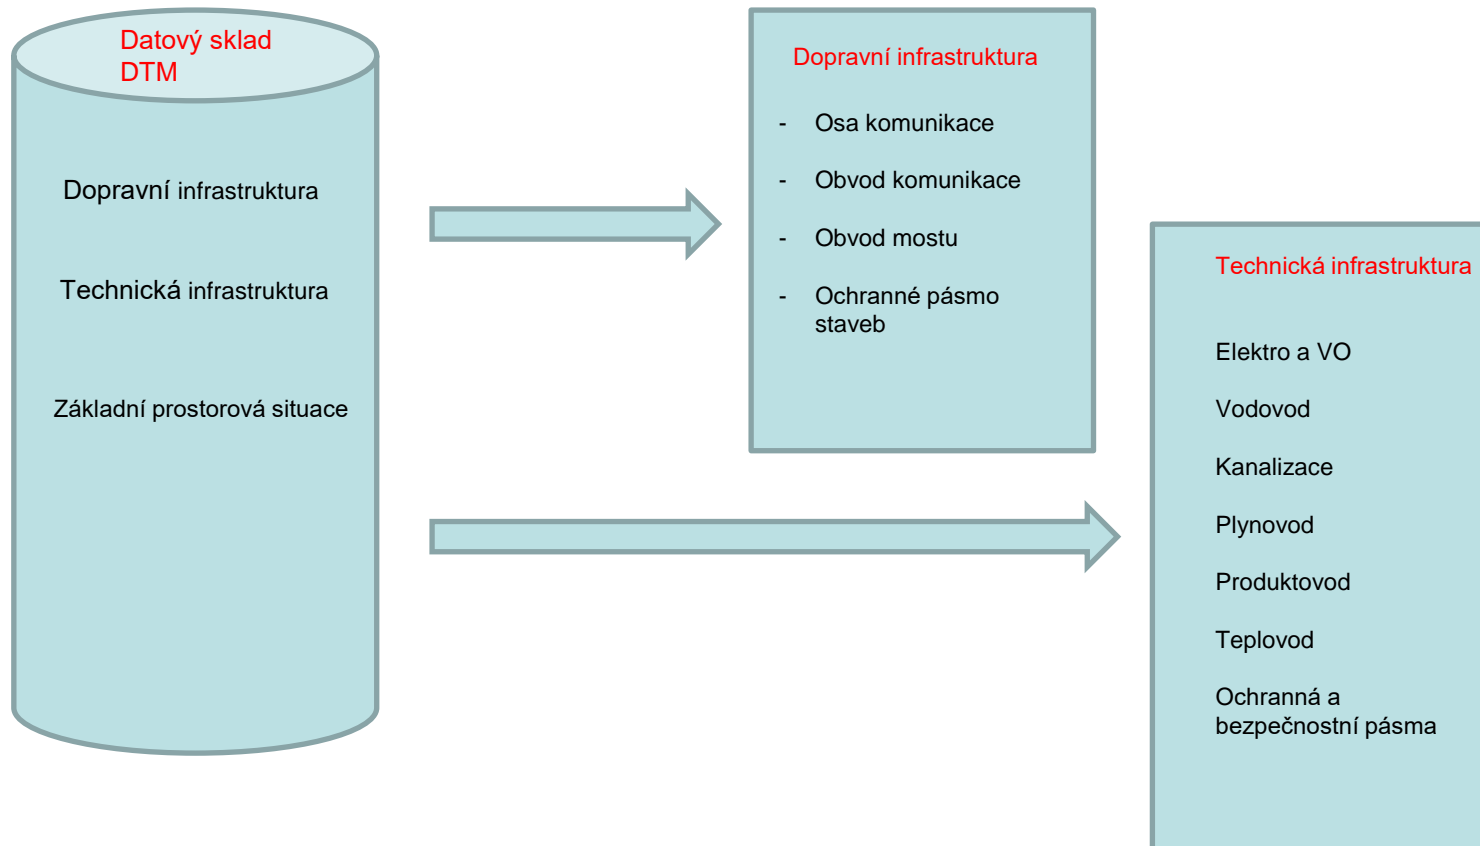 Datový sklad
DTM
Dopravní infrastruktura
Technická infrastruktura
Základní prostorová situace
Dopravní infrastruktura
- Osa komunikace
- Obvod komunikace
- Obvod mostu
- Ochranné pásmo
staveb
Technická infrastruktura
Elektro a VO
Vodovod
Kanalizace
Plynovod
Produktovod
Teplovod
Ochranná a
bezpečnostní pásma